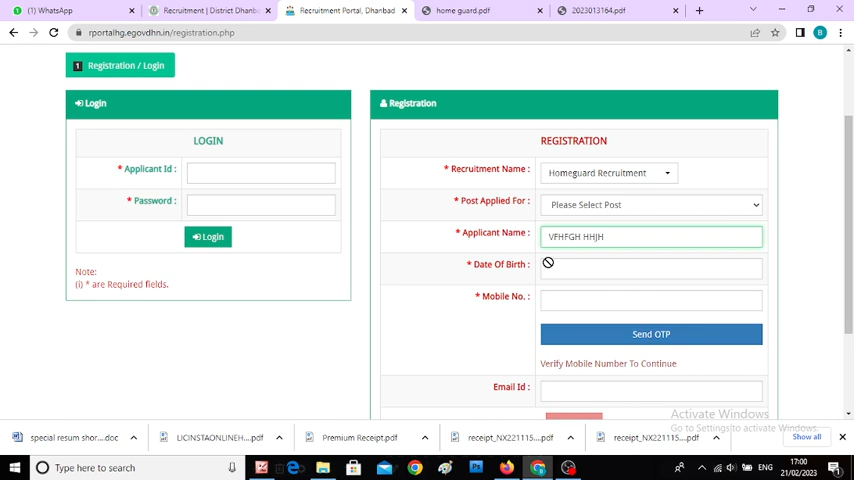 (1) WhatsApp
Recruitment | District Dhanba
Recruitment Portal, Dhanbad
home guard.pdf
2023013164.pdf
rportalhg.egovdhn.in/registration.php
B
1 Registration / Login
Login
LOGIN
* Applicant Id :
* Password :
Login
Note:
(i) * are Required fields.
Registration
REGISTRATION
* Recruitment Name :
Homeguard Recruitment
* Post Applied For :
Please Select Post
* Applicant Name :
VFHFGH HHJH
* Date Of Birth :
* Mobile No. :
Send OTP
Verify Mobile Number To Continue
Email Id :
Activate Windows
Go to Settings to activate Windows.
special resum shor....doc
LICINSTAONLINEH....pdf
Premium Receipt.pdf
receipt_NX221115....pdf
receipt_NX221115....pdf
Show all
Type here to search
Ps
ENG
17:00
21/02/2023